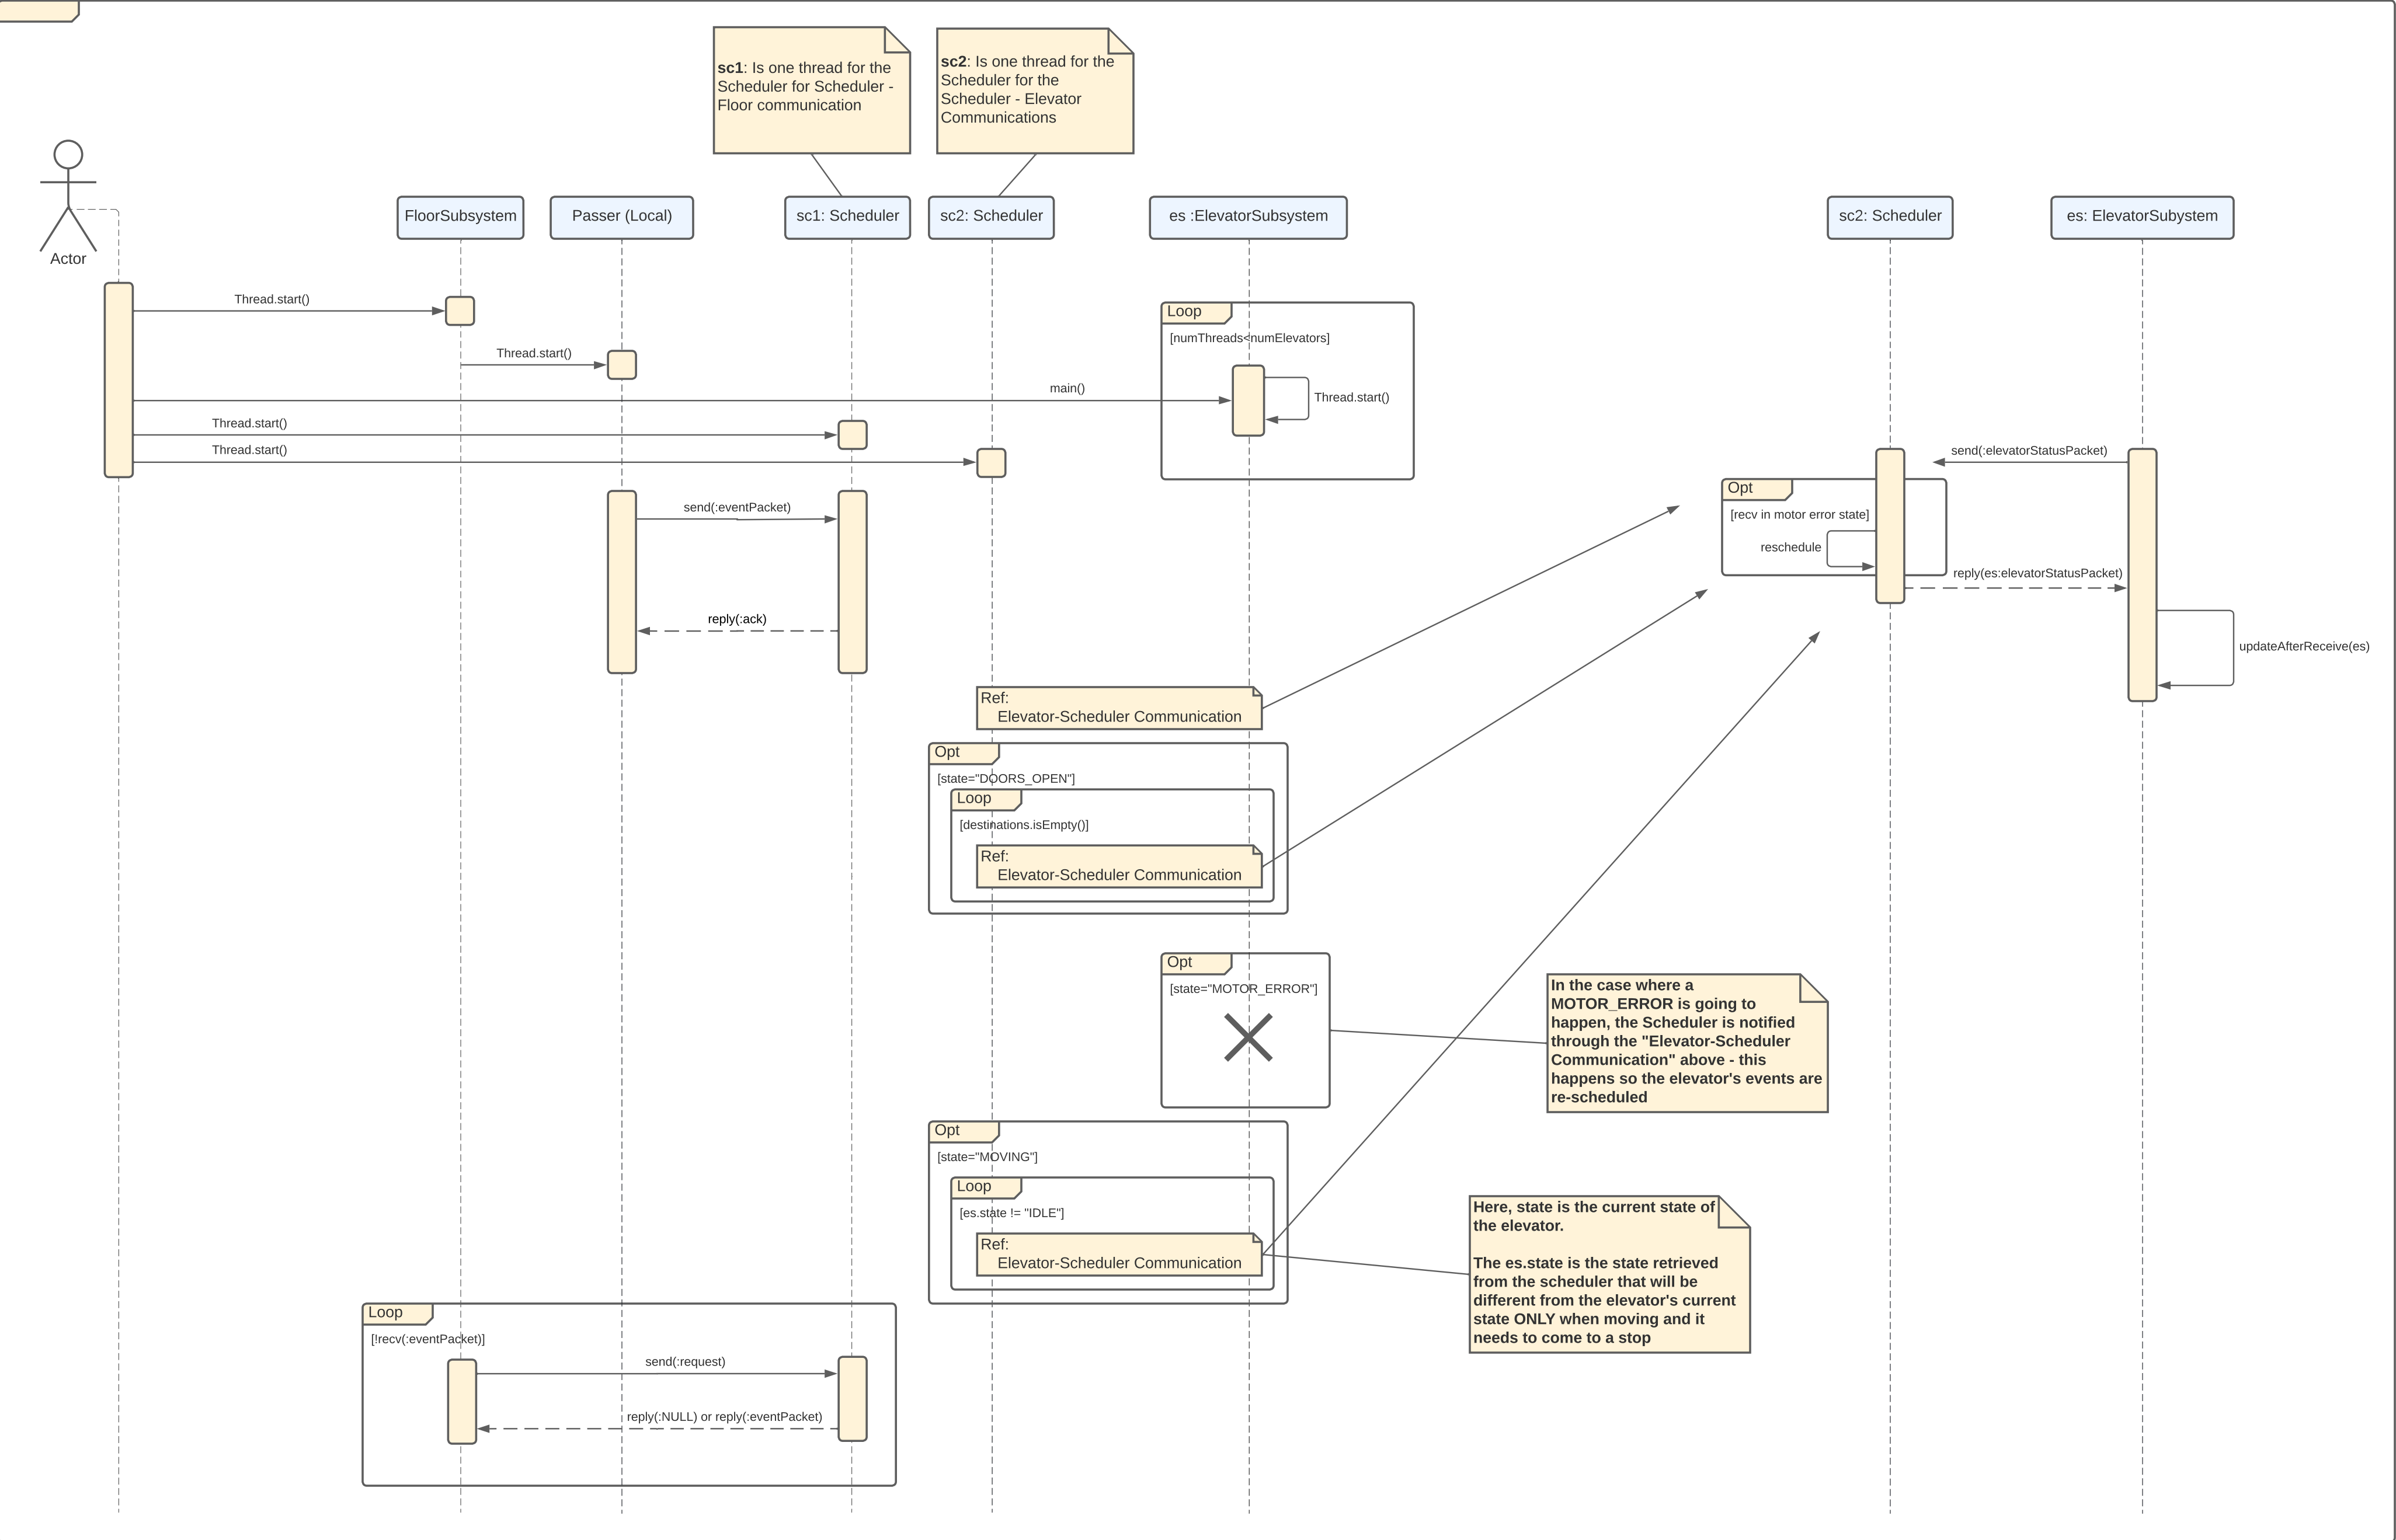 sc1: Is one thread for the
Scheduler for Scheduler -
Floor communication
sc2: Is one thread for the
Scheduler for the
Scheduler - Elevator
Communications
Actor
FloorSubsystem
Passer (Local)
sc1: Scheduler
sc2: Scheduler
es :ElevatorSubsystem
sc2: Scheduler
es: ElevatorSubystem
Thread.start()
Thread.start()
main()
Thread.start()
Thread.start()
Loop
[numThreads<numElevators]
Thread.start()
send(:eventPacket)
reply(:ack)
send(:elevatorStatusPacket)
Opt
[recv in motor error state]
reschedule
reply(es:elevatorStatusPacket)
updateAfterReceive(es)
Ref:
Elevator-Scheduler Communication
Opt
[state="DOORS_OPEN"]
Loop
[destinations.isEmpty()]
Ref:
Elevator-Scheduler Communication
Opt
[state="MOTOR_ERROR"]
In the case where a
MOTOR_ERROR is going to
happen, the Scheduler is notified
through the "Elevator-Scheduler
Communication" above - this
happens so the elevator's events are
re-scheduled
Opt
[state="MOVING"]
Loop
[es.state != "IDLE"]
Ref:
Elevator-Scheduler Communication
Here, state is the current state of
the elevator.
The es.state is the state retrieved
from the scheduler that will be
different from the elevator's current
state ONLY when moving and it
needs to come to a stop
Loop
[!recv(:eventPacket)]
send(:request)
reply(:NULL) or reply(:eventPacket)